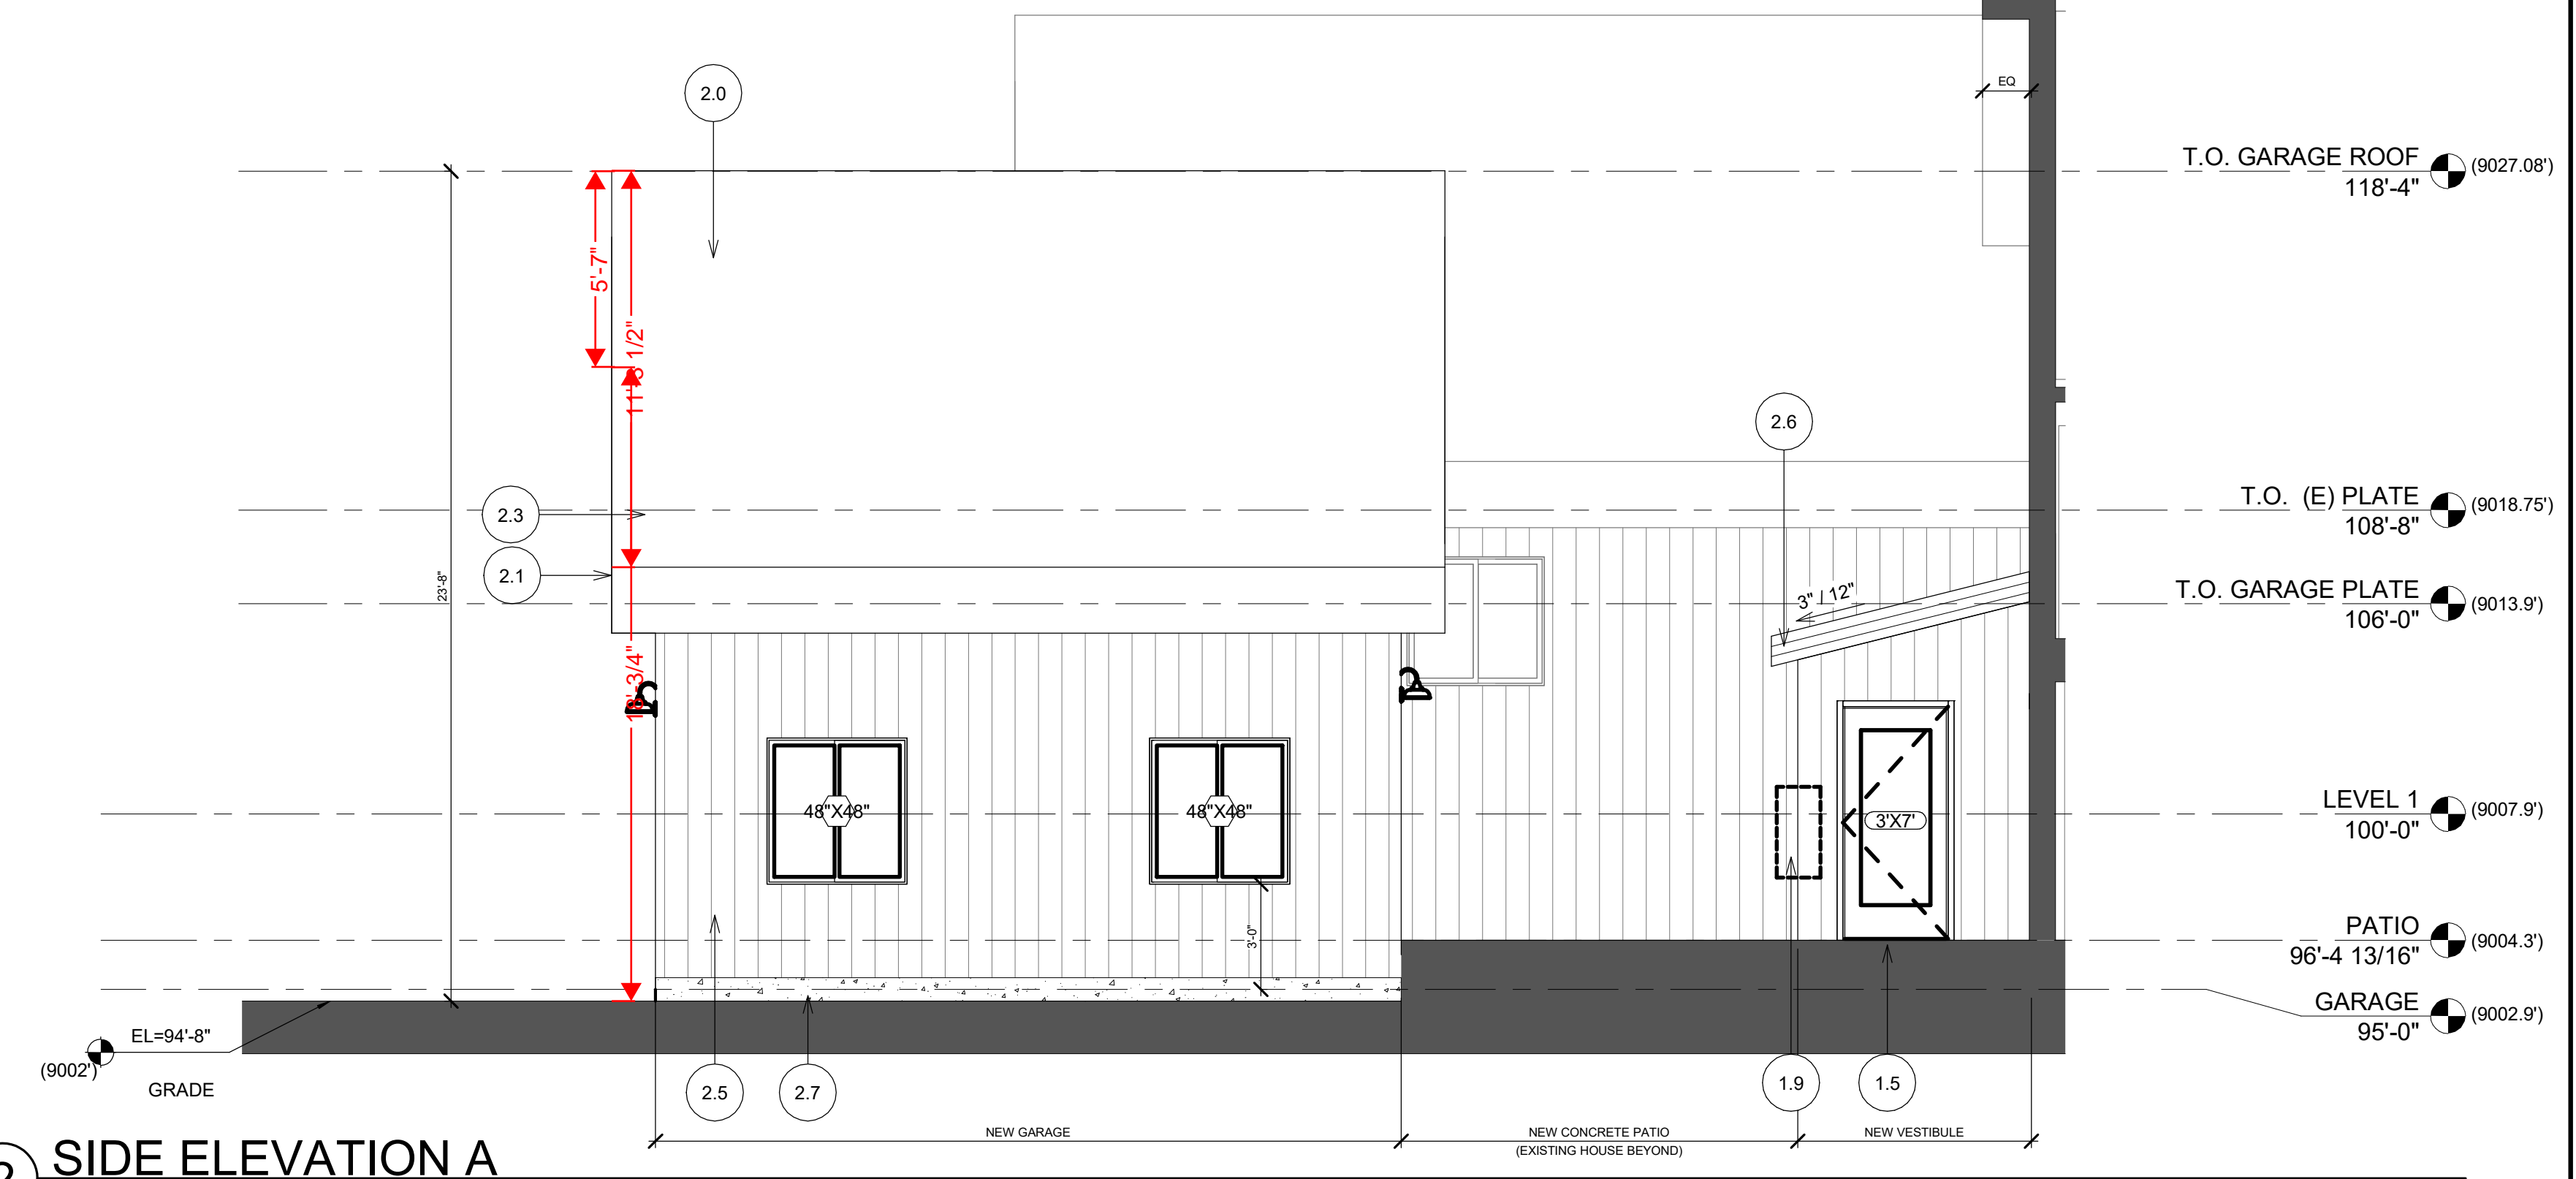 2.0
EQ
T.O. GARAGE ROOF
118'-4"
(9027.08')
5'-7"
1/2"
2.6
2.3
T.O. (E) PLATE
108'-8"
(9018.75')
2.1
23'-8"
3" / 12"
T.O. GARAGE PLATE
106'-0"
(9013.9')
48"X48"
48"X48"
3'X7'
LEVEL 1
100'-0"
(9007.9')
3'-0"
PATIO
96'-4 13/16"
(9004.3')
GARAGE
95'-0"
(9002.9')
EL=94'-8"
(9002')
GRADE
2.5
2.7
1.9
1.5
NEW GARAGE
NEW CONCRETE PATIO
(EXISTING HOUSE BEYOND)
NEW VESTIBULE
SIDE ELEVATION A